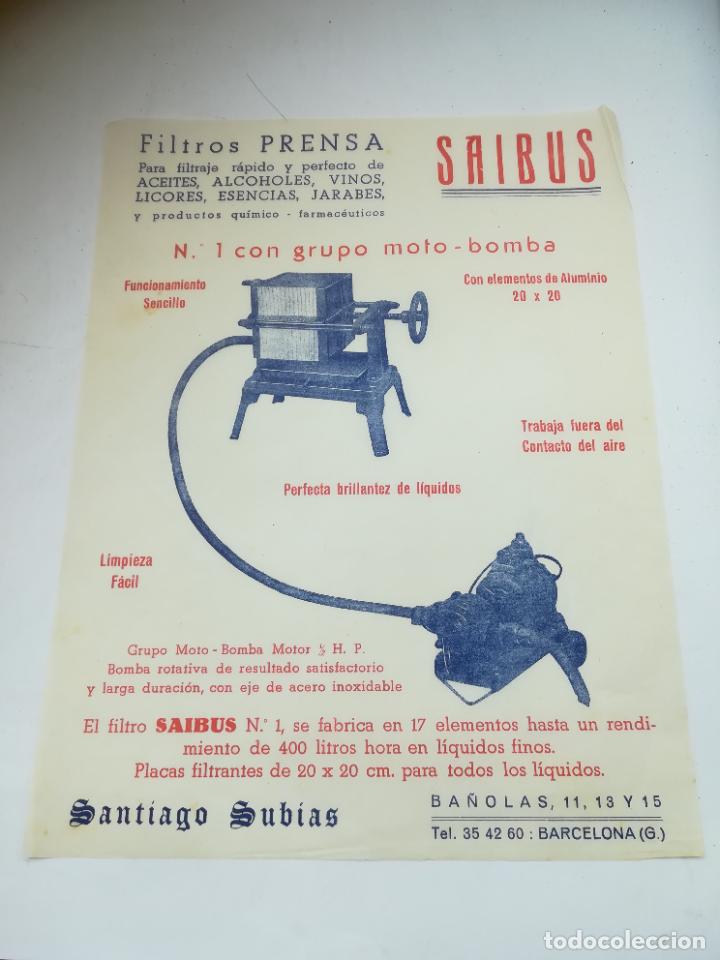 Filtros PRENSA
Para filtraje rápido y perfecto de
ACEITES, ALCOHOLES, VINOS,
LICORES, ESENCIAS, JARABES,
y productos químico - farmacéuticos
SAIBUS
N.° 1 con grupo moto-bomba
Funcionamiento
Sencillo
Con elementos de Aluminio
20 x 20
Trabaja fuera del
Contacto del aire
Perfecta brillantez de líquidos
Limpieza
Fácil
Grupo Moto-Bomba Motor ½ H. P.
Bomba rotativa de resultado satisfactorio
y larga duración, con eje de acero inoxidable
El filtro SAIBUS N.° 1, se fabrica en 17 elementos hasta un rendi-
miento de 400 litros hora en líquidos finos.
Placas filtrantes de 20 x 20 cm. para todos los líquidos.
Santiago Subias
BAÑOLAS, 11, 13 Y 15
Tel. 35 42 60 : BARCELONA (G.)
todocoleccion.net